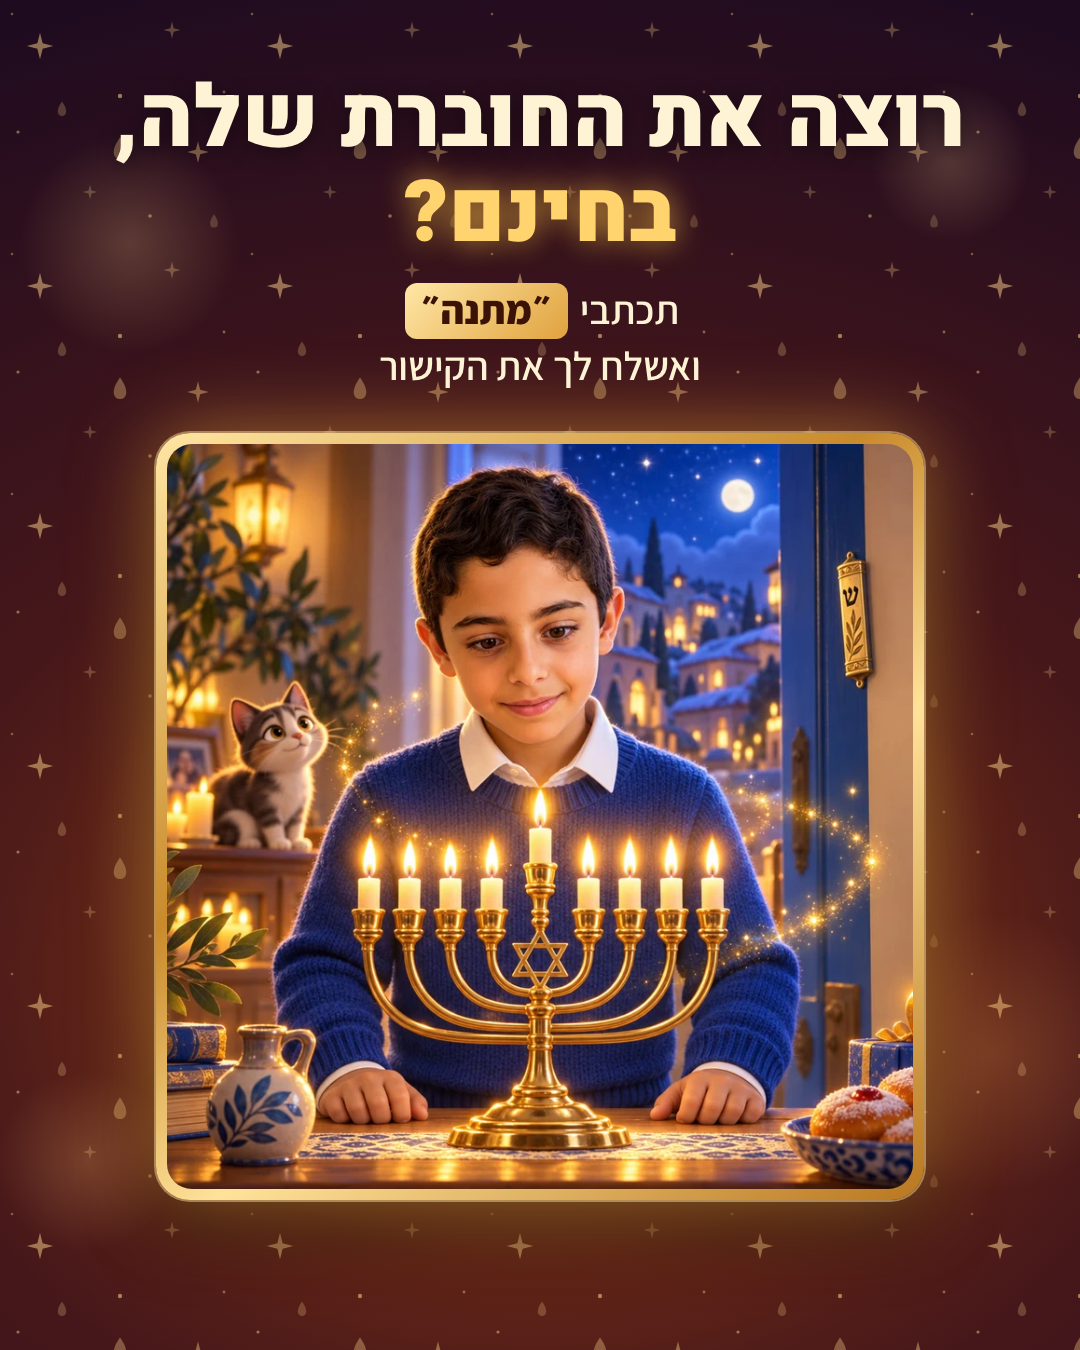 רוצה את החוברת שלה,
בחינם?
תכתבי ״מתנה״
ואשלח לך את הקישור
ש